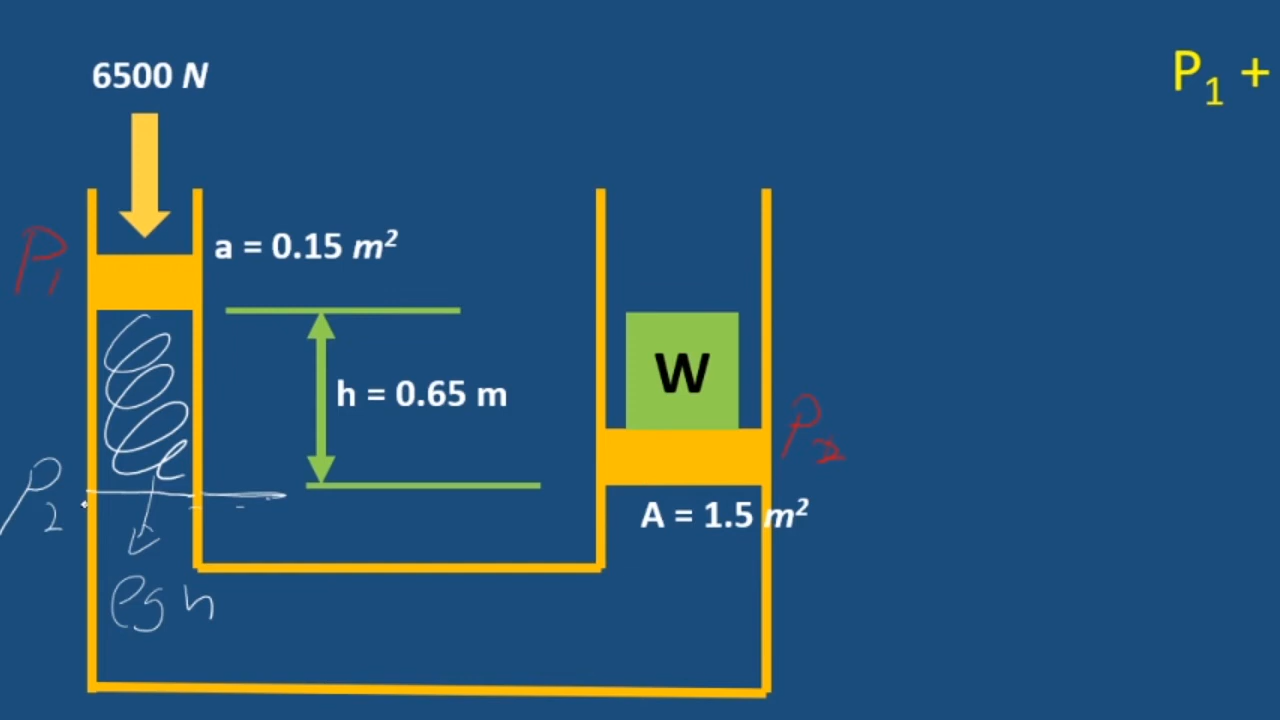 6500 N
P₁ +
P₁
a = 0.15 m²
h = 0.65 m
W
P₂
P₂
A = 1.5 m²
ρgh